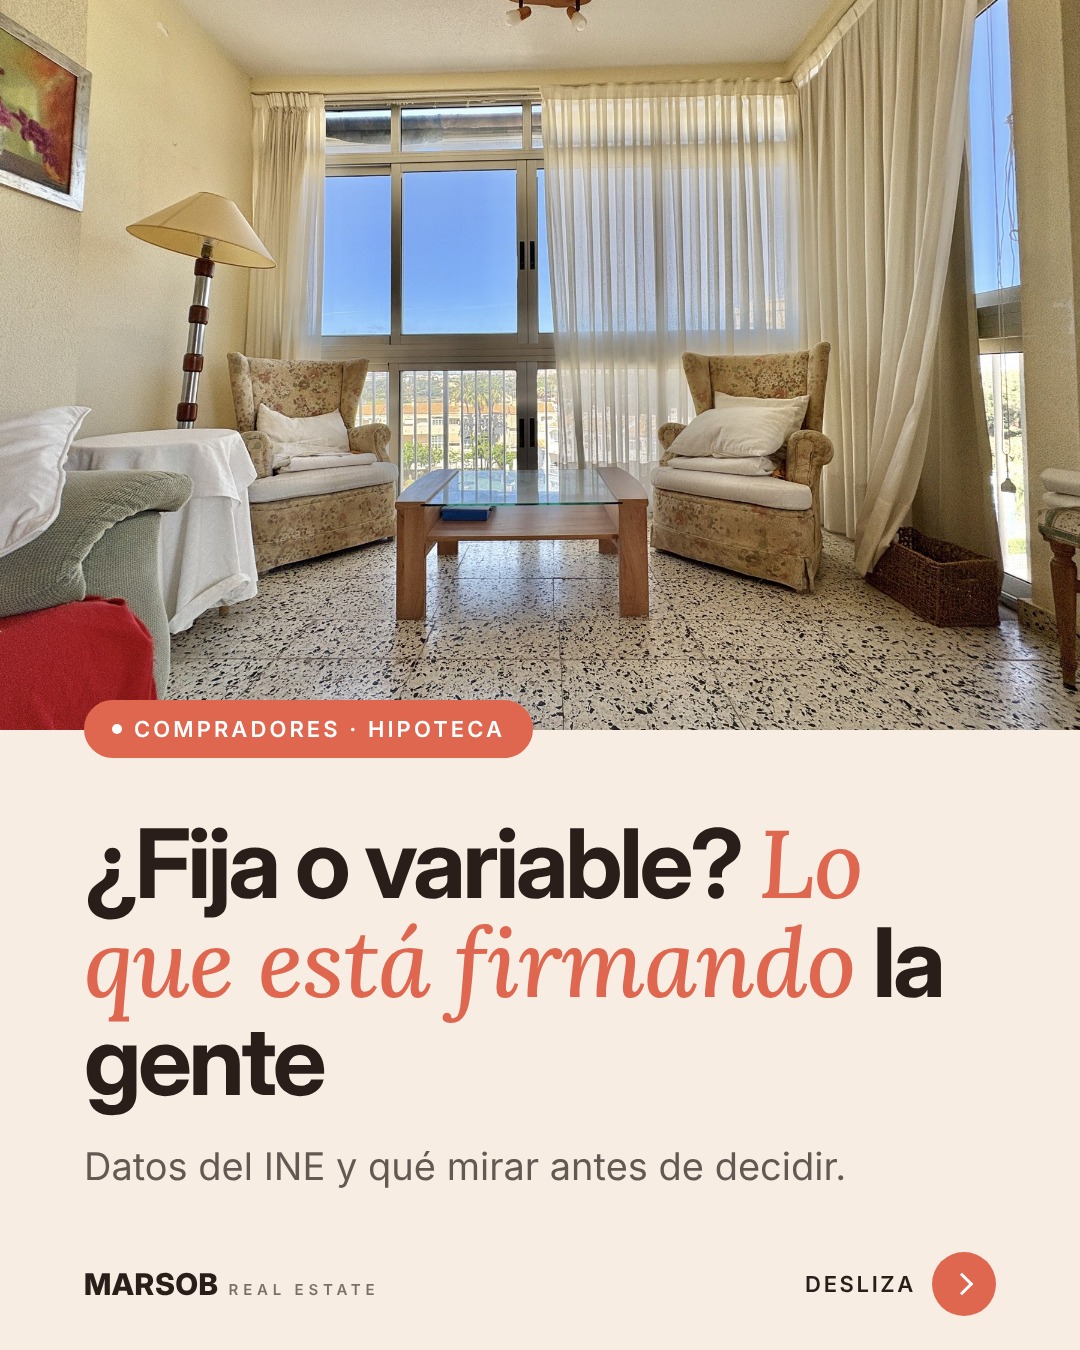 COMPRADORES · HIPOTECA
¿Fija o variable? Lo
que está firmando la
gente
Datos del INE y qué mirar antes de decidir.
MARSOB REAL ESTATE
DESLIZA